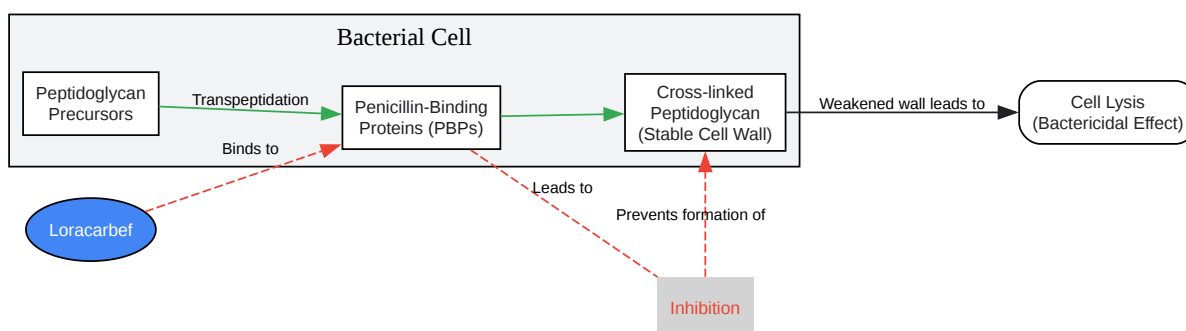 Bacterial Cell
Peptidoglycan
Precursors
Transpeptidation
Penicillin-Binding
Proteins (PBPs)
Cross-linked
Peptidoglycan
(Stable Cell Wall)
Weakened wall leads to
Cell Lysis
(Bactericidal Effect)
Binds to
Leads to
Prevents formation of
Loracarbef
Inhibition